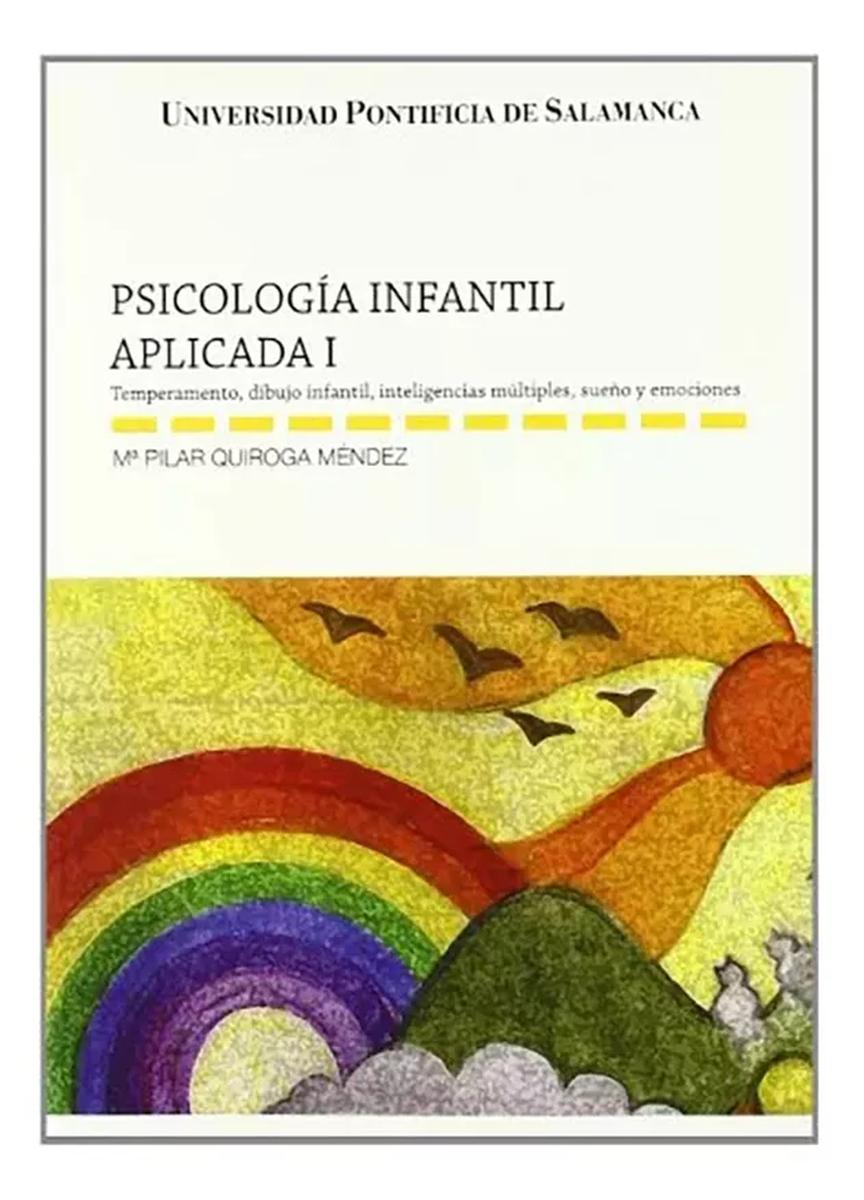 UNIVERSIDAD PONTIFICIA DE SALAMANCA
PSICOLOGÍA INFANTIL
APLICADA I
Temperamento, dibujo infantil, inteligencias múltiples, sueño y emociones
Mª PILAR QUIROGA MÉNDEZ